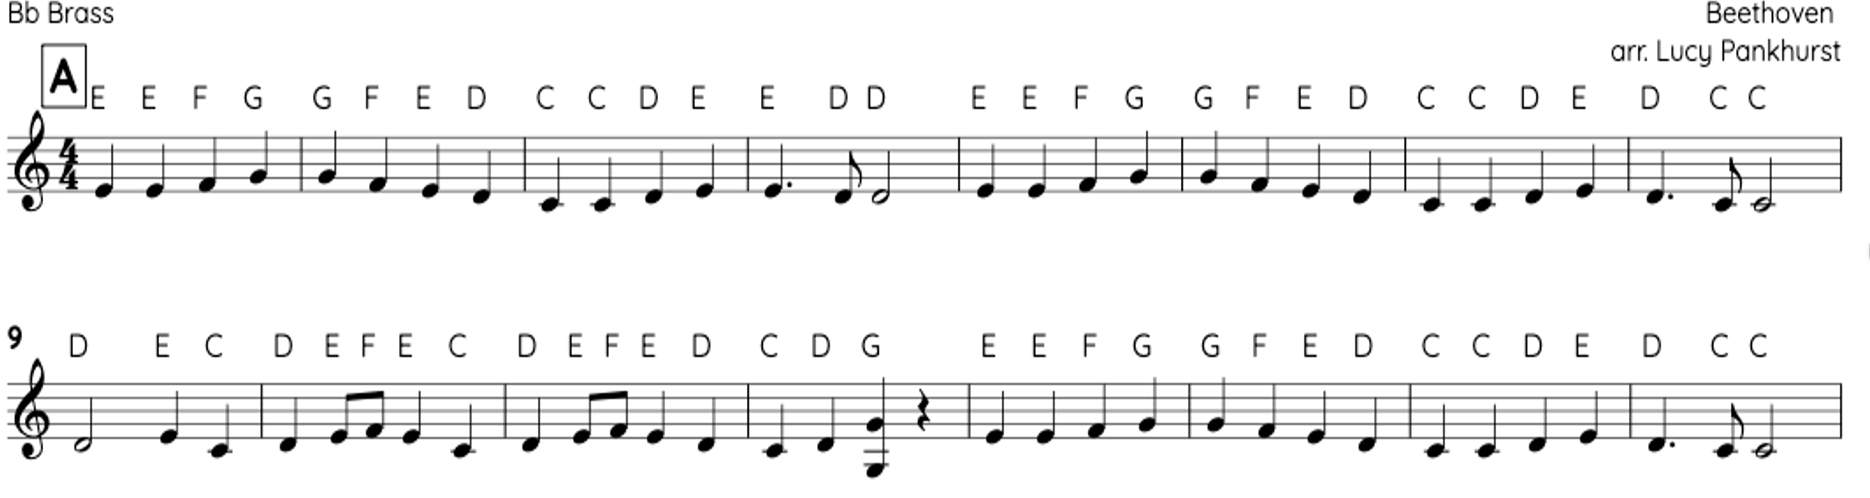 Bb Brass
Beethoven
arr. Lucy Pankhurst
A
E E F G G F E D C C D E E D D E E F G G F E D C C D E D C C
4
4
9
D E C D E F E C D E F E D C D G E E F G G F E D C C D E D C C